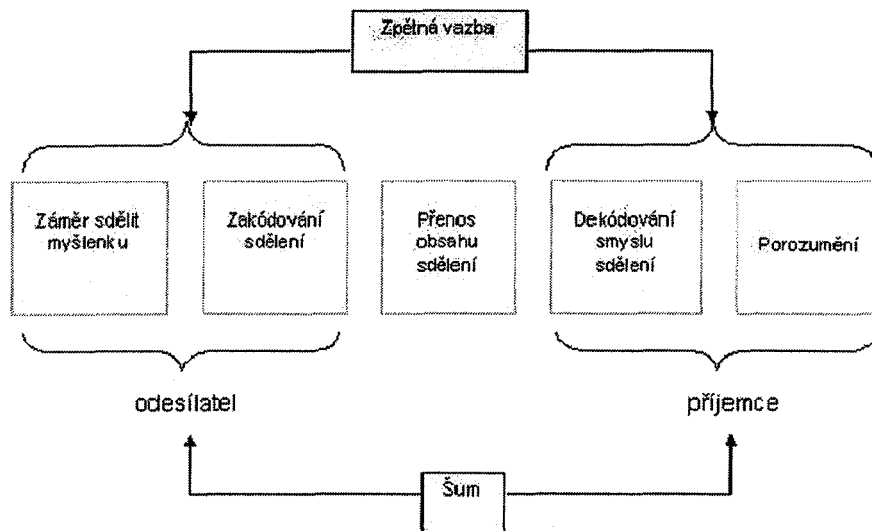 Zpětná vazba
Záměr sdělit
myšlenku
Zakódování
sdělení
Přenos
obsahu
sdělení
Dekódování
smyslu
sdělení
Porozumění
odesílatel
příjemce
Šum